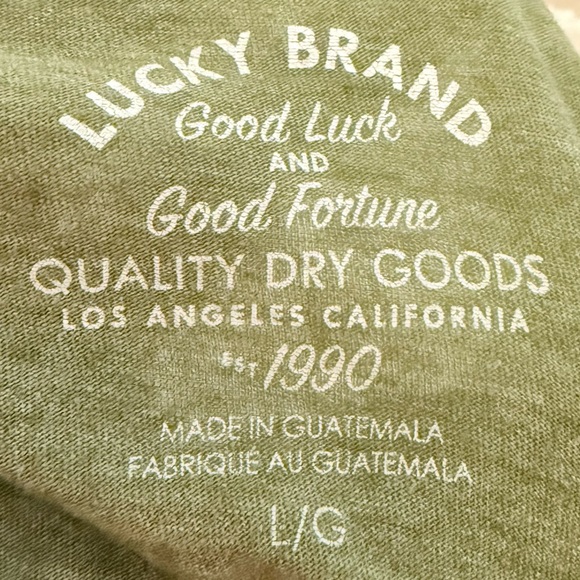 LUCKY BRAND
Good Luck
AND
Good Fortune
QUALITY DRY GOODS
LOS ANGELES CALIFORNIA
EST 1990
MADE IN GUATEMALA
FABRIQUE AU GUATEMALA
L/G